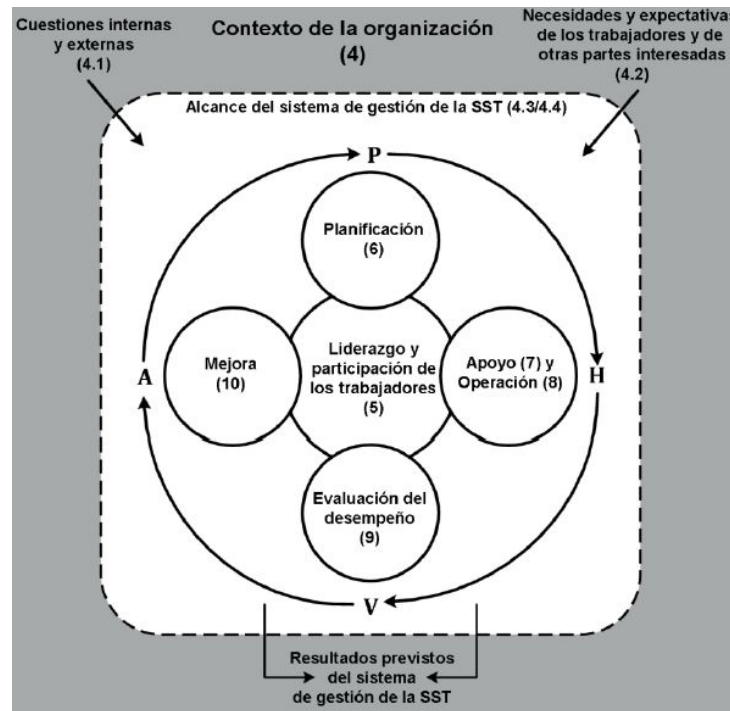 Cuestiones internas
y externas
(4.1)
Contexto de la organización
(4)
Necesidades y expectativas
de los trabajadores y de
otras partes interesadas
(4.2)
Alcance del sistema de gestión de la SST (4.3/4.4)
P
Planificación
(6)
A
Mejora
(10)
Liderazgo y
participación de
los trabajadores
(5)
Apoyo (7) y
Operación (8)
H
Evaluación del
desempeño
(9)
V
Resultados previstos
del sistema
de gestión de la SST